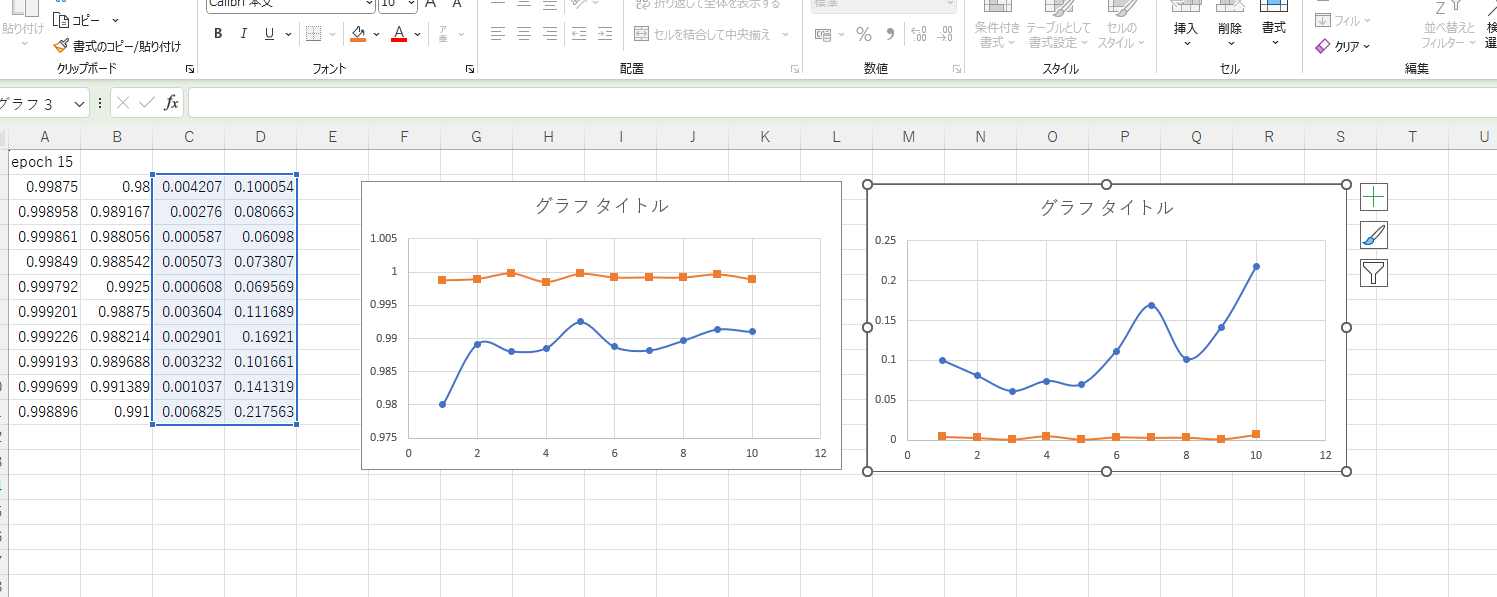 Calibri 本文 10 A A
折り返して全体を表示する
標準
貼り付け コピー
書式のコピー/貼り付け
B I U A
セルを結合して中央揃え
% 9
条件付き 書式 テーブルとして 書式設定 セルの スタイル
挿入 削除 書式
フィル
クリア
並べ替えと フィルター
クリップボード フォント 配置 数値 スタイル セル 編集
グラフ 3 fx
A B C D E F G H I J K L M N O P Q R S T U
epoch 15
0.99875 0.98 0.004207 0.100054
0.998958 0.989167 0.00276 0.080663
0.999861 0.988056 0.000587 0.06098
0.99849 0.988542 0.005073 0.073807
0.999792 0.9925 0.000608 0.069569
0.999201 0.98875 0.003604 0.111689
0.999226 0.988214 0.002901 0.16921
0.999193 0.989688 0.003232 0.101661
0.999699 0.991389 0.001037 0.141319
0.998896 0.991 0.006825 0.217563
グラフ タイトル
1.005
1
0.995
0.99
0.985
0.98
0.975
0 2 4 6 8 10 12
グラフ タイトル
0.25
0.2
0.15
0.1
0.05
0
0 2 4 6 8 10 12